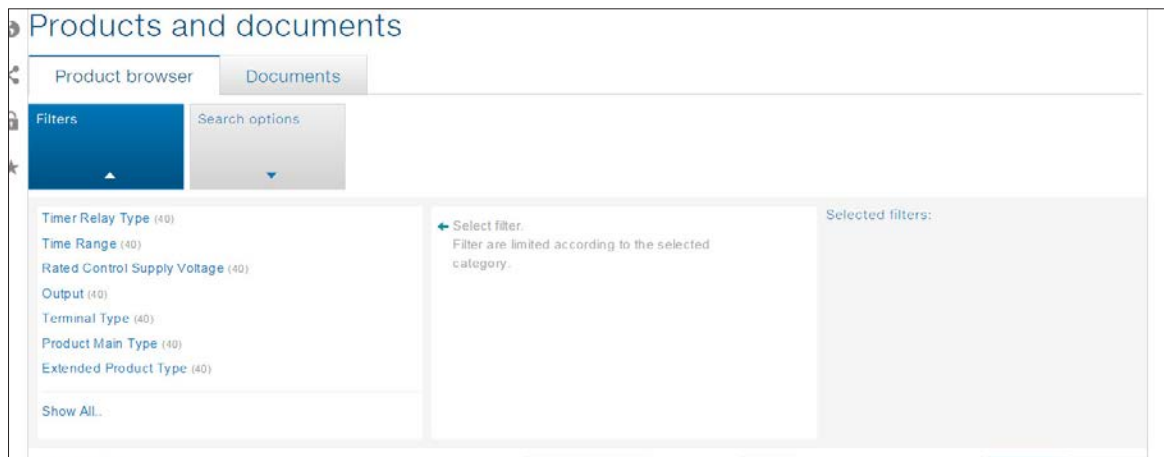 Products and documents
Product browser
Documents
Filters
Search options
Timer Relay Type (40)
Time Range (40)
Rated Control Supply Voltage (40)
Output (40)
Terminal Type (40)
Product Main Type (40)
Extended Product Type (40)
Show All..
Select filter.
Filter are limited according to the selected
category.
Selected filters: